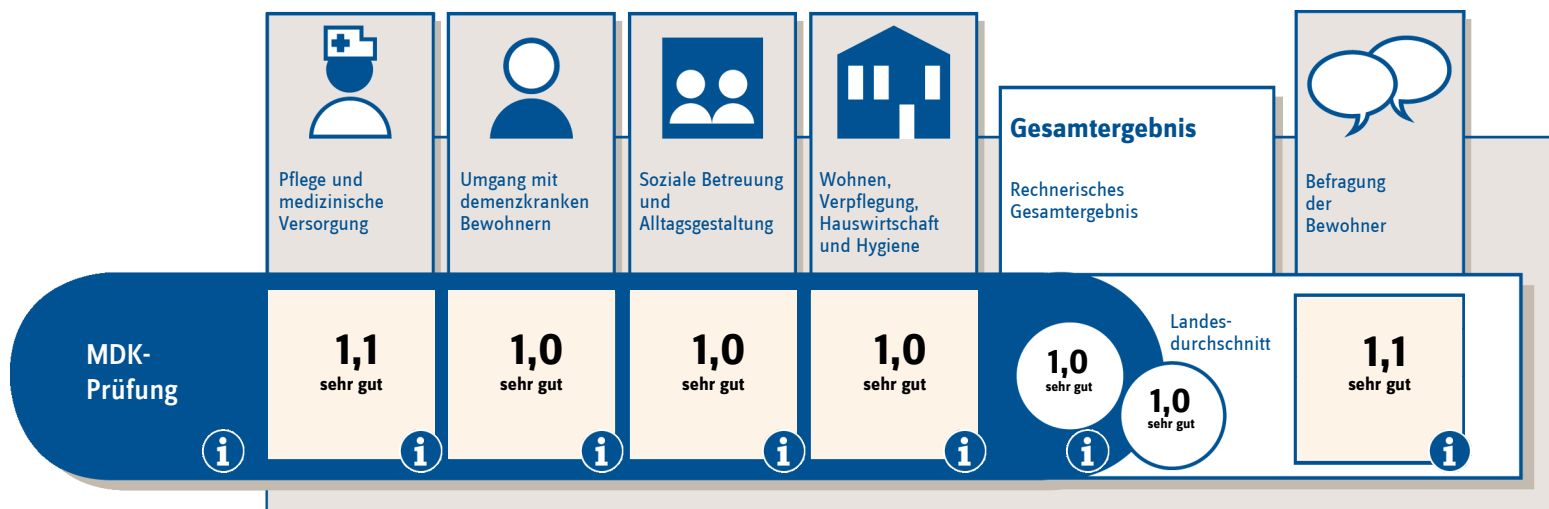 Pflege und
medizinische
Versorgung
Umgang mit
demenzkranken
Bewohnern
Soziale Betreuung
und
Alltagsgestaltung
Wohnen,
Verpflegung,
Hauswirtschaft
und Hygiene
Gesamtergebnis
Rechnerisches
Gesamtergebnis
Befragung
der
Bewohner
MDK-
Prüfung
i
1,1
sehr gut
i
1,0
sehr gut
i
1,0
sehr gut
i
1,0
sehr gut
i
1,0
sehr gut
i
Landes-
durchschnitt
1,0
sehr gut
1,1
sehr gut
i